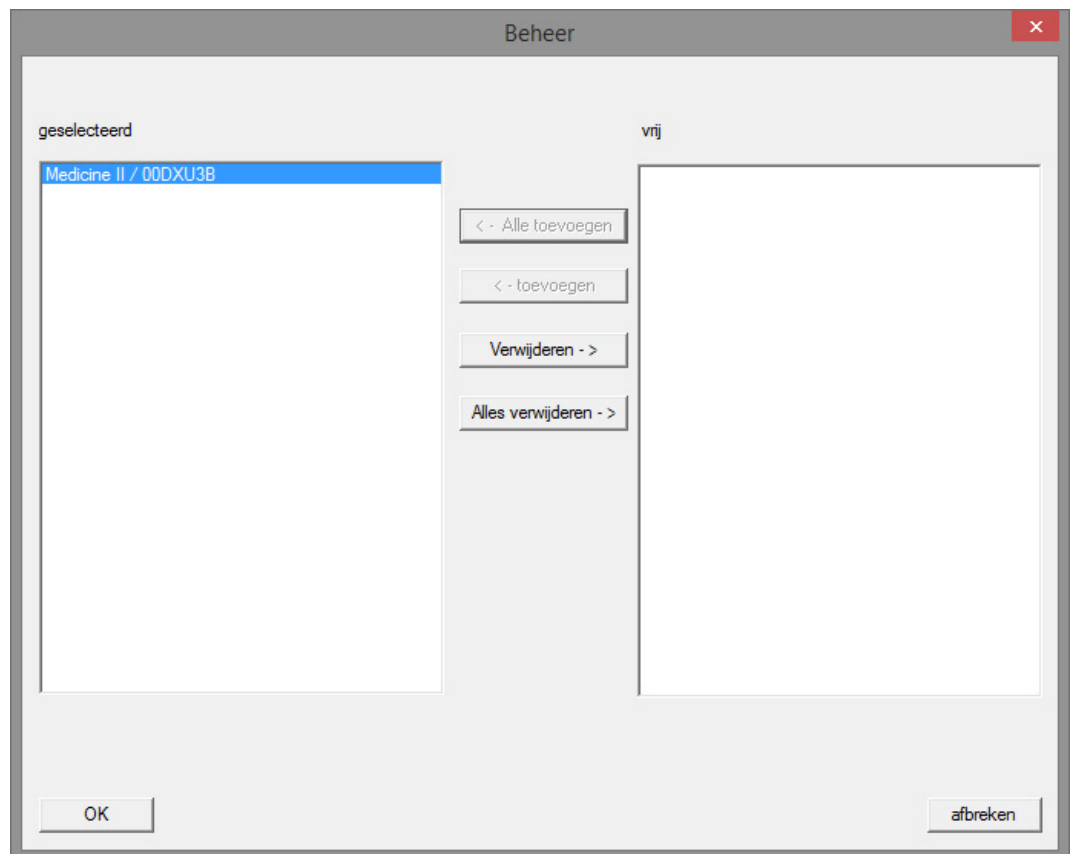 Beheer
geselecteerd
vrij
Medicine II / 00DXU3B
< - Alle toevoegen
< - toevoegen
Verwijderen - >
Alles verwijderen - >
OK
afbreken